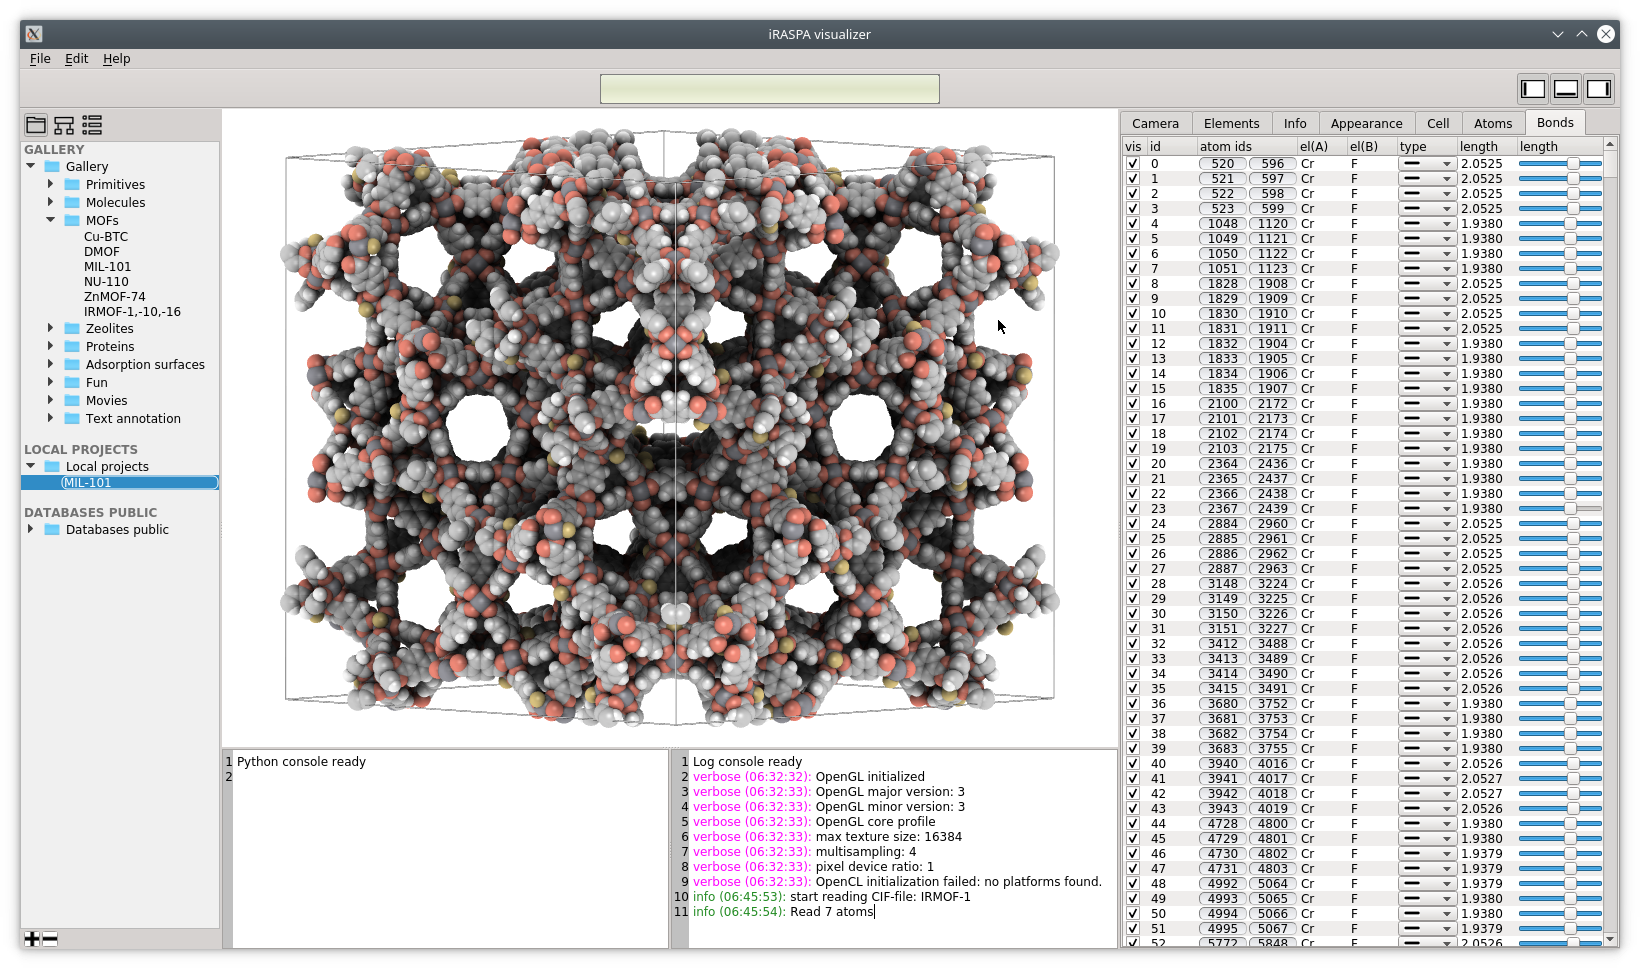 iRASPA visualizer
File Edit Help
GALLERY
Gallery
Primitives
Molecules
MOFs
Cu-BTC
DMOF
MIL-101
NU-110
ZnMOF-74
IRMOF-1,-10,-16
Zeolites
Proteins
Adsorption surfaces
Fun
Movies
Text annotation
LOCAL PROJECTS
Local projects
MIL-101
DATABASES PUBLIC
Databases public
1 Python console ready
2
1 Log console ready
2 verbose (06:32:32): OpenGL initialized
3 verbose (06:32:33): OpenGL major version: 3
4 verbose (06:32:33): OpenGL minor version: 3
5 verbose (06:32:33): OpenGL core profile
6 verbose (06:32:33): max texture size: 16384
7 verbose (06:32:33): multisampling: 4
8 verbose (06:32:33): pixel device ratio: 1
9 verbose (06:32:33): OpenCL initialization failed: no platforms found.
10 info (06:45:53): start reading CIF-file: IRMOF-1
11 info (06:45:54): Read 7 atoms
Camera Elements Info Appearance Cell Atoms Bonds
vis id atom ids el(A) el(B) type length length
0 520 596 Cr F 2.0525
1 521 597 Cr F 2.0525
2 522 598 Cr F 2.0525
3 523 599 Cr F 2.0525
4 1048 1120 Cr F 1.9380
5 1049 1121 Cr F 1.9380
6 1050 1122 Cr F 1.9380
7 1051 1123 Cr F 1.9380
8 1828 1908 Cr F 2.0525
9 1829 1909 Cr F 2.0525
10 1830 1910 Cr F 2.0525
11 1831 1911 Cr F 2.0525
12 1832 1904 Cr F 1.9380
13 1833 1905 Cr F 1.9380
14 1834 1906 Cr F 1.9380
15 1835 1907 Cr F 1.9380
16 2100 2172 Cr F 1.9380
17 2101 2173 Cr F 1.9380
18 2102 2174 Cr F 1.9380
19 2103 2175 Cr F 1.9380
20 2364 2436 Cr F 1.9380
21 2365 2437 Cr F 1.9380
22 2366 2438 Cr F 1.9380
23 2367 2439 Cr F 1.9380
24 2884 2960 Cr F 2.0525
25 2885 2961 Cr F 2.0525
26 2886 2962 Cr F 2.0525
27 2887 2963 Cr F 2.0525
28 3148 3224 Cr F 2.0526
29 3149 3225 Cr F 2.0526
30 3150 3226 Cr F 2.0526
31 3151 3227 Cr F 2.0526
32 3412 3488 Cr F 2.0526
33 3413 3489 Cr F 2.0526
34 3414 3490 Cr F 2.0526
35 3415 3491 Cr F 2.0526
36 3680 3752 Cr F 1.9380
37 3681 3753 Cr F 1.9380
38 3682 3754 Cr F 1.9380
39 3683 3755 Cr F 1.9380
40 3940 4016 Cr F 2.0526
41 3941 4017 Cr F 2.0527
42 3942 4018 Cr F 2.0527
43 3943 4019 Cr F 2.0526
44 4728 4800 Cr F 1.9380
45 4729 4801 Cr F 1.9380
46 4730 4802 Cr F 1.9379
47 4731 4803 Cr F 1.9379
48 4992 5064 Cr F 1.9379
49 4993 5065 Cr F 1.9380
50 4994 5066 Cr F 1.9380
51 4995 5067 Cr F 1.9379
52 5772 5848 Cr F 2.0526